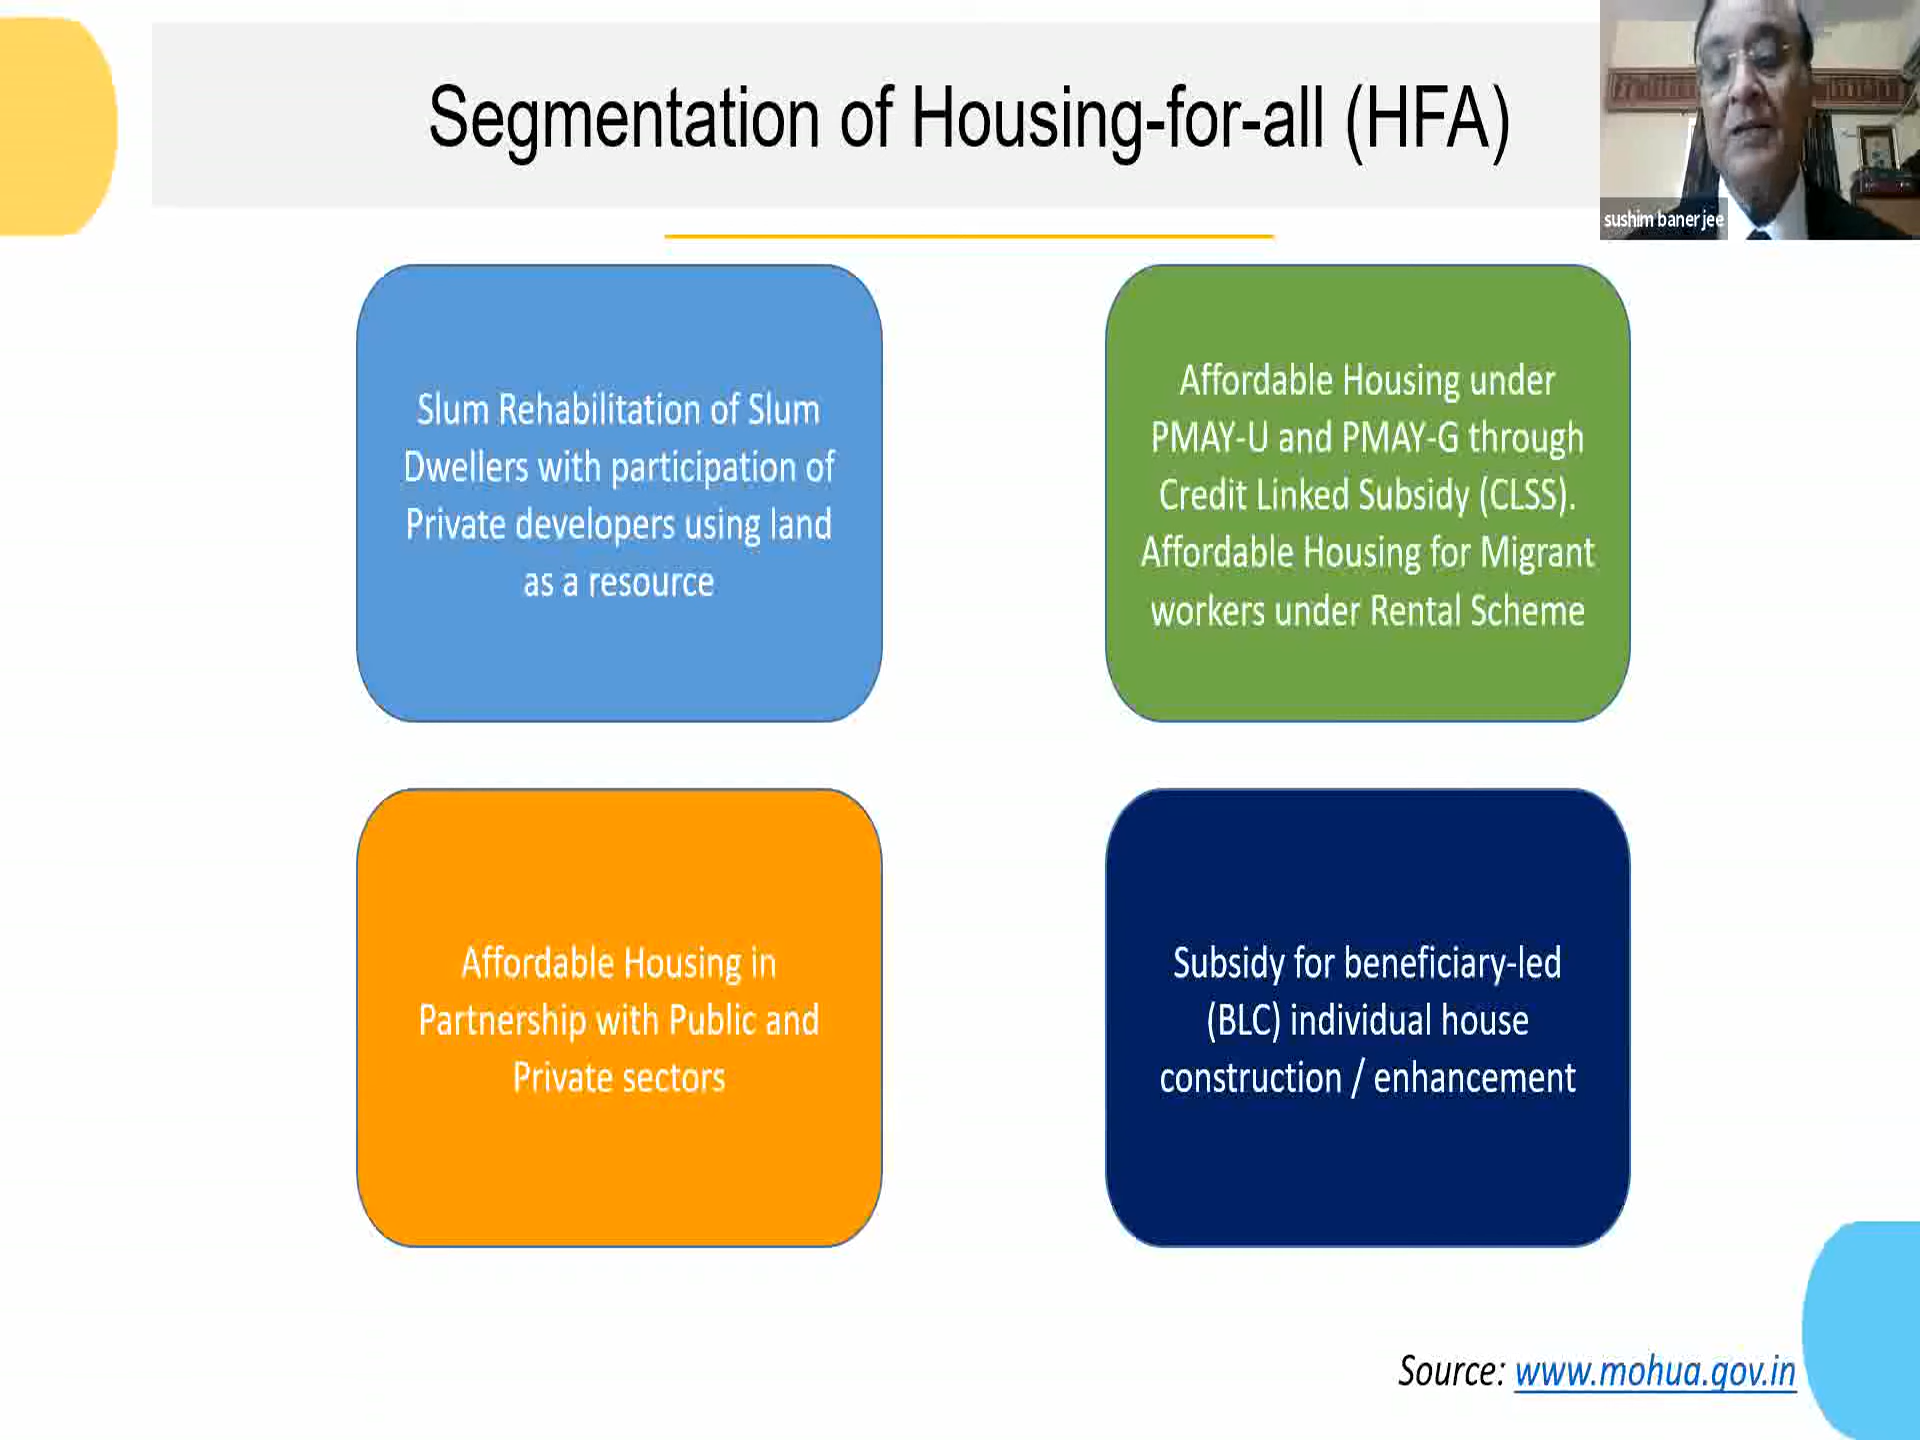 Segmentation of Housing-for-all (HFA)
sushim banerjee
Slum Rehabilitation of Slum
Dwellers with participation of
Private developers using land
as a resource
Affordable Housing under
PMAY-U and PMAY-G through
Credit Linked Subsidy (CLSS).
Affordable Housing for Migrant
workers under Rental Scheme
Affordable Housing in
Partnership with Public and
Private sectors
Subsidy for beneficiary-led
(BLC) individual house
construction / enhancement
Source: www.mohua.gov.in